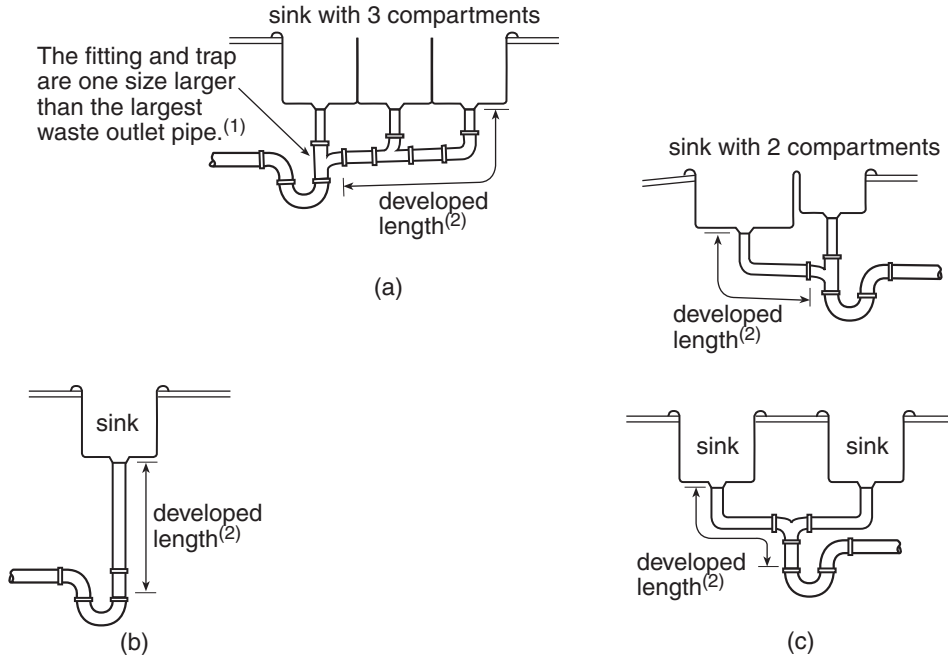 sink with 3 compartments
The fitting and trap
are one size larger
than the largest
waste outlet pipe.(1)
developed
length(2)
(a)
sink with 2 compartments
developed
length(2)
sink
developed
length(2)
(b)
sink
sink
developed
length(2)
(c)